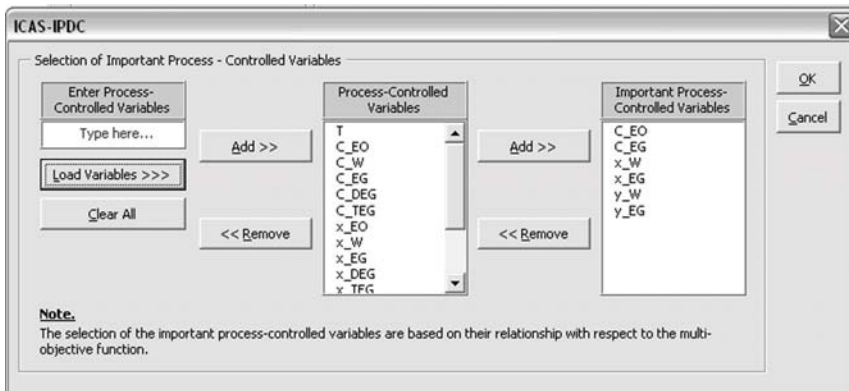 ICAS-IPDC
Selection of Important Process - Controlled Variables
Enter Process-
Controlled Variables
Type here...
Load Variables >>>
Clear All
Add >>
<< Remove
Process-Controlled
Variables
T
C_EO
C_W
C_EG
C_DEG
C_TEG
x_EO
x_W
x_EG
x_DEG
x_TEG
Add >>
<< Remove
Important Process-
Controlled Variables
C_EO
C_EG
x_W
x_EG
y_W
y_EG
OK
Cancel
Note.
The selection of the important process-controlled variables are based on their relationship with respect to the multi-
objective function.